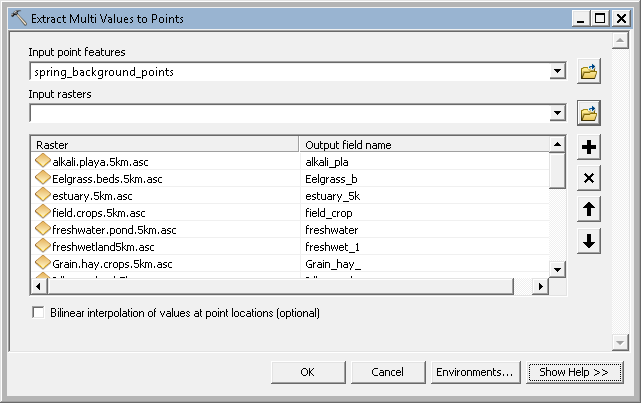 Extract Multi Values to Points
Input point features
spring_background_points
Input rasters
Raster Output field name
alkali.playa.5km.asc alkali_pla
Eelgrass.beds.5km.asc Eelgrass_b
estuary.5km.asc estuary_5k
field.crops.5km.asc field_crop
freshwater.pond.5km.asc freshwater
freshwetland5km.asc freshwet_1
Grain.hay.crops.5km.asc Grain_hay_
Bilinear interpolation of values at point locations (optional)
OK Cancel Environments... Show Help >>